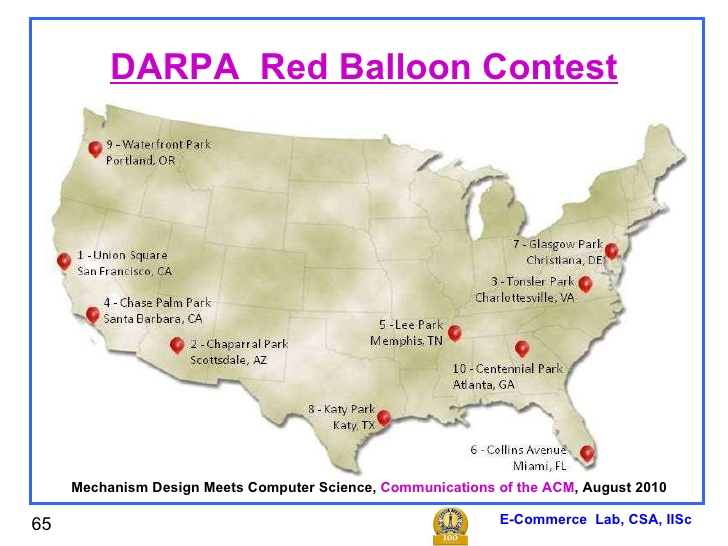 DARPA  Red Balloon Contest
9 - Waterfront Park
Portland, OR
1 - Union Square
San Francisco, CA
4 - Chase Palm Park
Santa Barbara, CA
2 - Chaparral Park
Scottsdale, AZ
7 - Glasgow Park
Christiana, DE
3 - Tonsler Park
Charlottesville, VA
5 - Lee Park
Memphis, TN
10 - Centennial Park
Atlanta, GA
8 - Katy Park
Katy, TX
6 - Collins Avenue
Miami, FL
Mechanism Design Meets Computer Science, Communications of the ACM, August 2010
65
100
E-Commerce  Lab, CSA, IISc